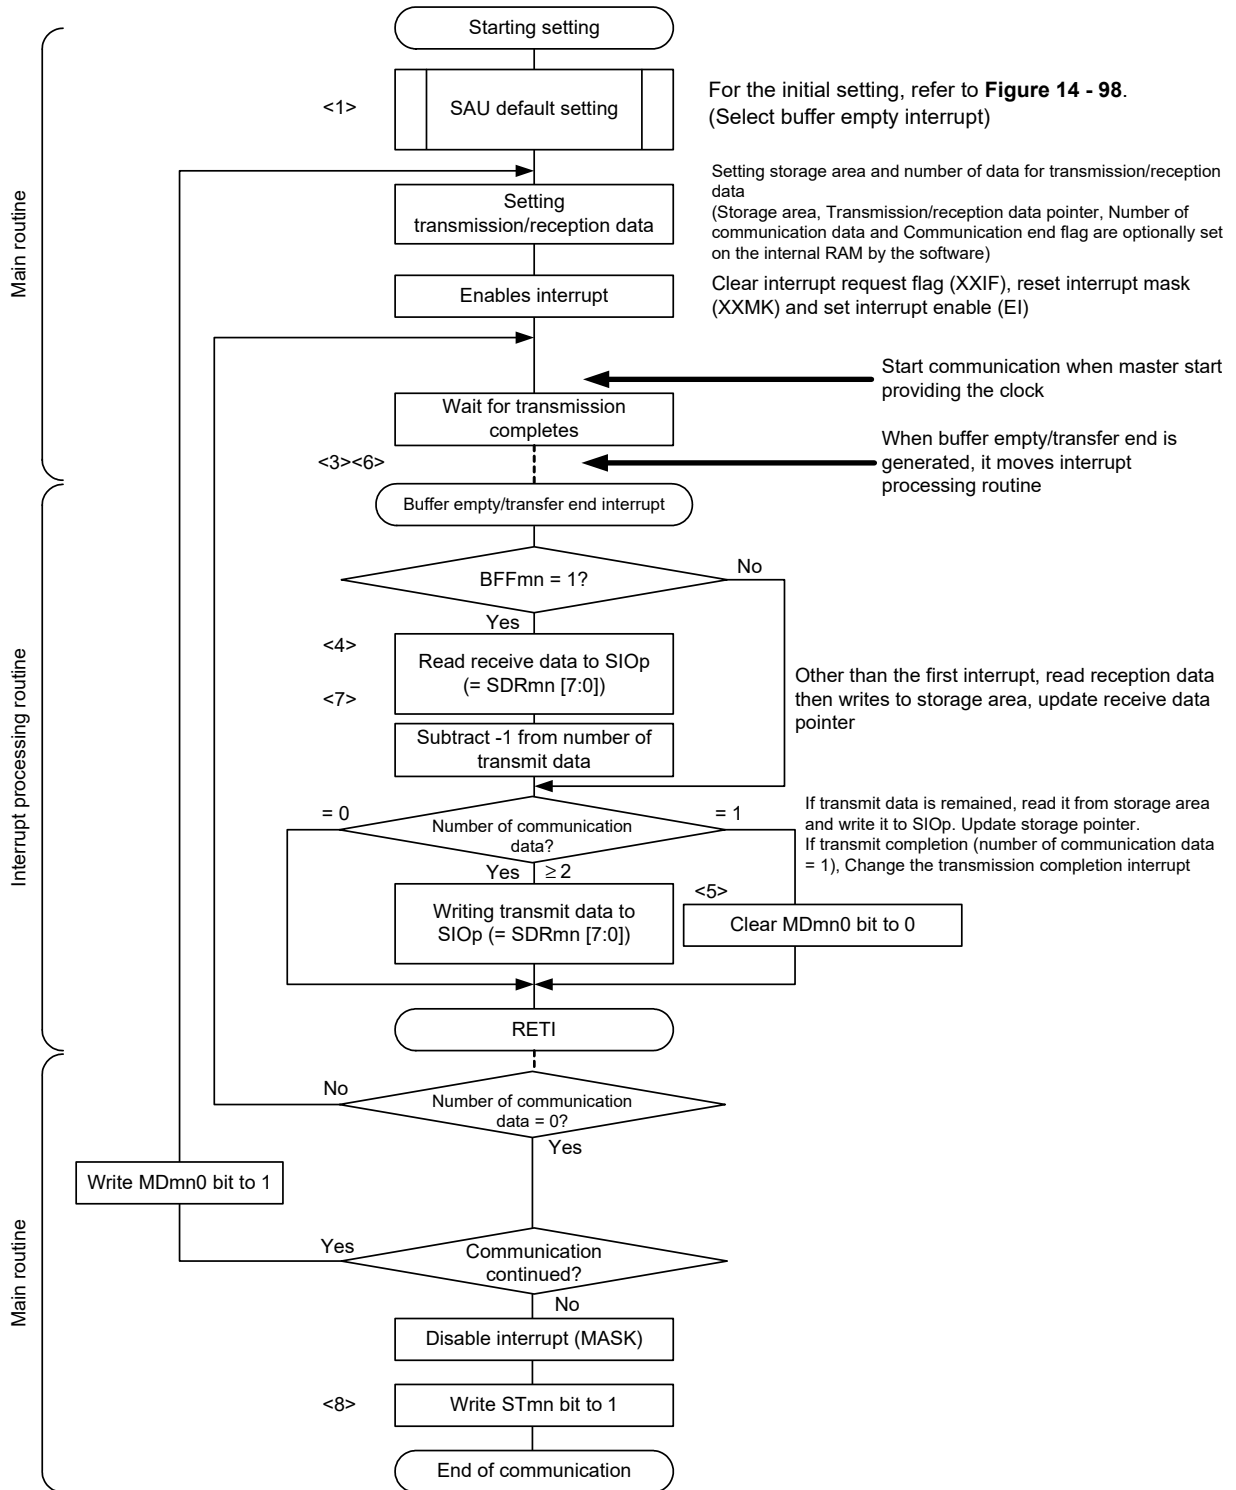 Starting setting
<1>
SAU default setting
For the initial setting, refer to Figure 14 - 98.
(Select buffer empty interrupt)
Main routine
Setting
transmission/reception data
Setting storage area and number of data for transmission/reception
data
(Storage area, Transmission/reception data pointer, Number of
communication data and Communication end flag are optionally set
on the internal RAM by the software)
Enables interrupt
Clear interrupt request flag (XXIF), reset interrupt mask
(XXMK) and set interrupt enable (EI)
Start communication when master start
providing the clock
Wait for transmission
completes
<3><6>
When buffer empty/transfer end is
generated, it moves interrupt
processing routine
Buffer empty/transfer end interrupt
Interrupt processing routine
BFFmn = 1?
No
Yes
<4>
Read receive data to SIOp
(= SDRmn [7:0])
<7>
Other than the first interrupt, read reception data
then writes to storage area, update receive data
pointer
Subtract -1 from number of
transmit data
= 0
Number of communication
data?
= 1
If transmit data is remained, read it from storage area
and write it to SIOp. Update storage pointer.
If transmit completion (number of communication data
= 1), Change the transmission completion interrupt
Yes ≥ 2
<5>
Writing transmit data to
SIOp (= SDRmn [7:0])
Clear MDmn0 bit to 0
RETI
Main routine
No
Number of communication
data = 0?
Yes
Write MDmn0 bit to 1
Yes
Communication
continued?
No
Disable interrupt (MASK)
<8>
Write STmn bit to 1
End of communication